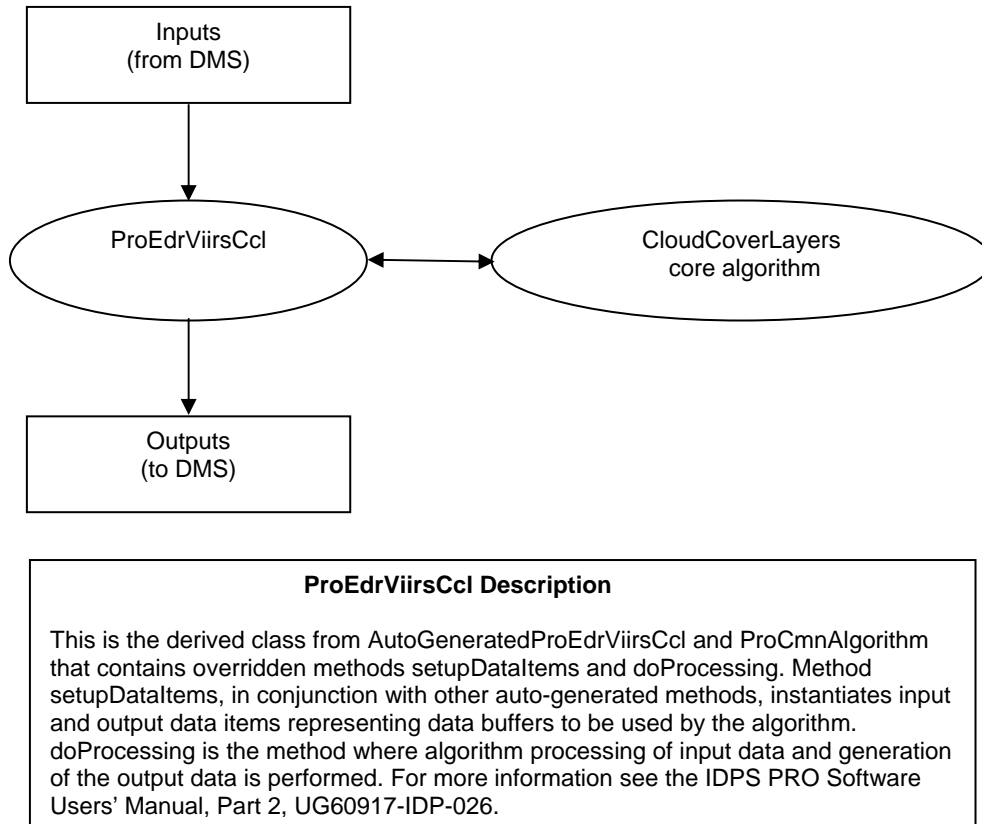 Inputs
(from DMS)
ProEdrViirsCcl
CloudCoverLayers
core algorithm
Outputs
(to DMS)
ProEdrViirsCcl Description
This is the derived class from AutoGeneratedProEdrViirsCcl and ProCmnAlgorithm
that contains overridden methods setupDataItems and doProcessing. Method
setupDataItems, in conjunction with other auto-generated methods, instantiates input
and output data items representing data buffers to be used by the algorithm.
doProcessing is the method where algorithm processing of input data and generation
of the output data is performed. For more information see the IDPS PRO Software
Users’ Manual, Part 2, UG60917-IDP-026.